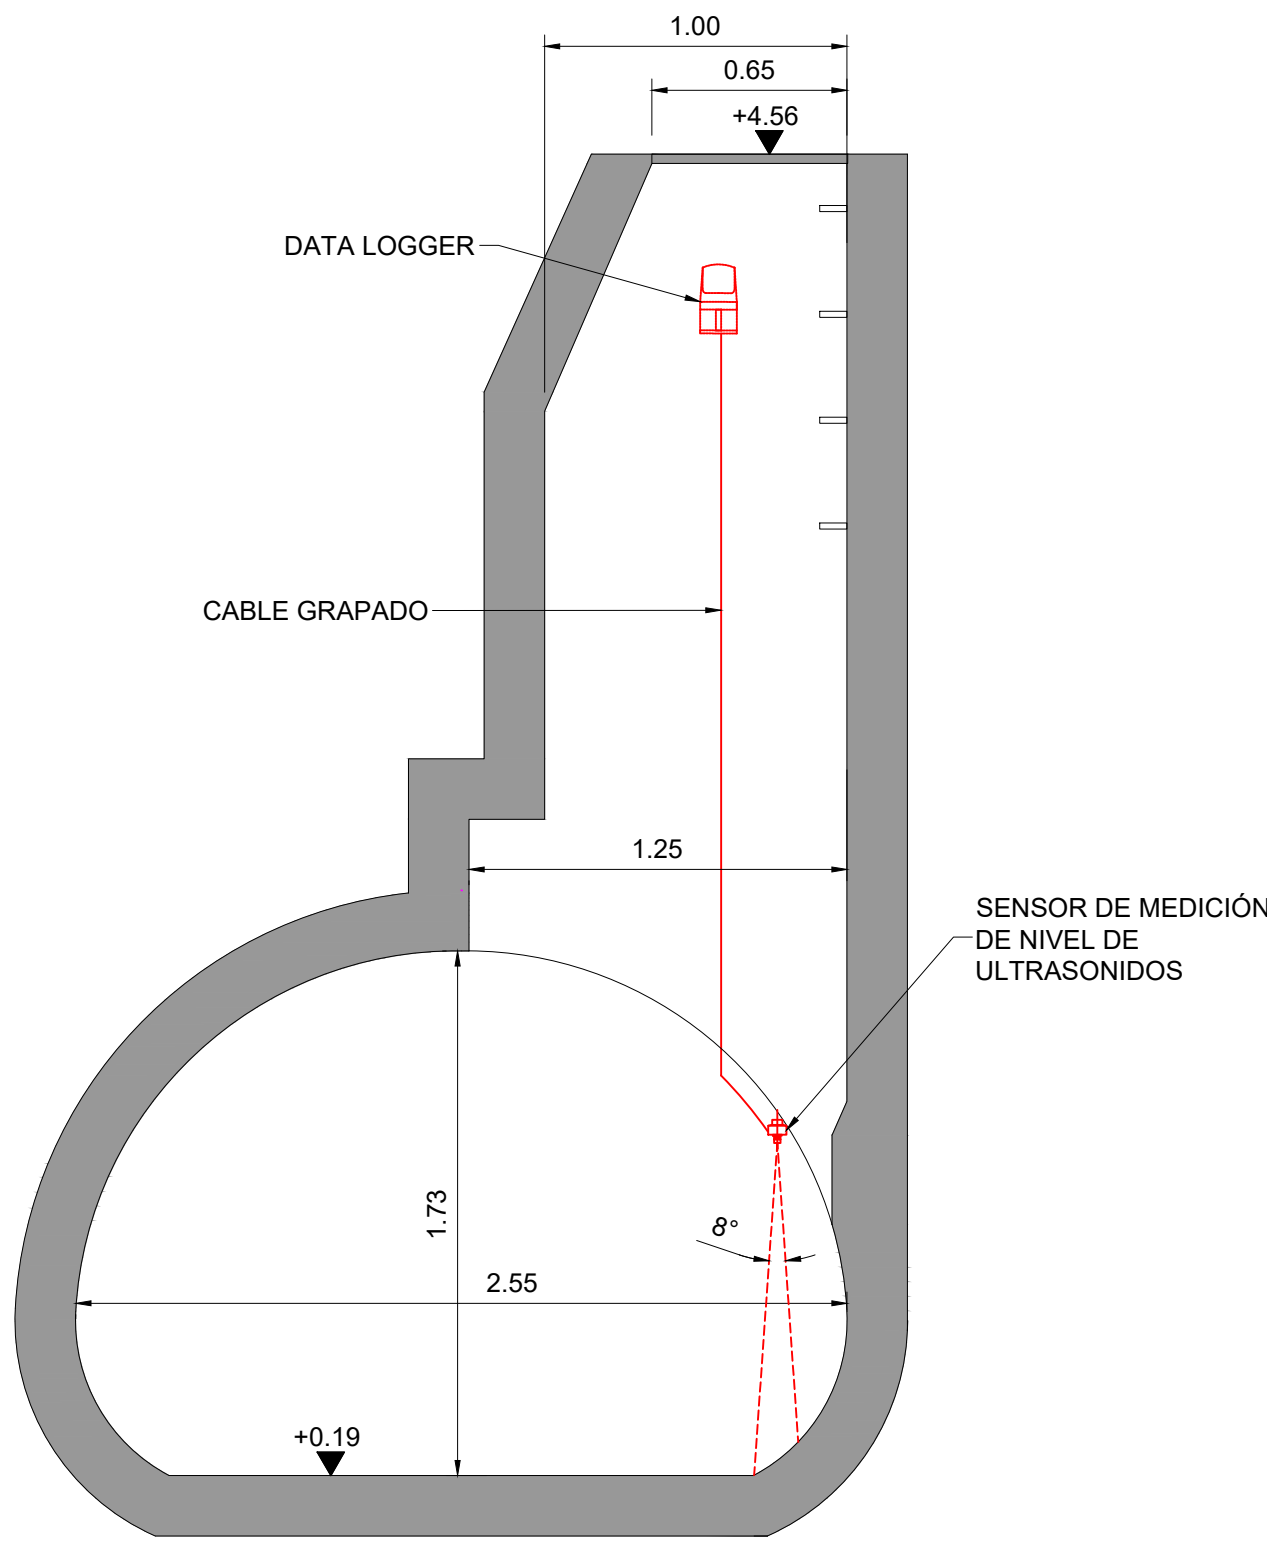 1.00
0.65
+4.56
DATA LOGGER
CABLE GRAPADO
1.25
SENSOR DE MEDICIÓN
DE NIVEL DE
ULTRASONIDOS
1.73
8°
2.55
+0.19